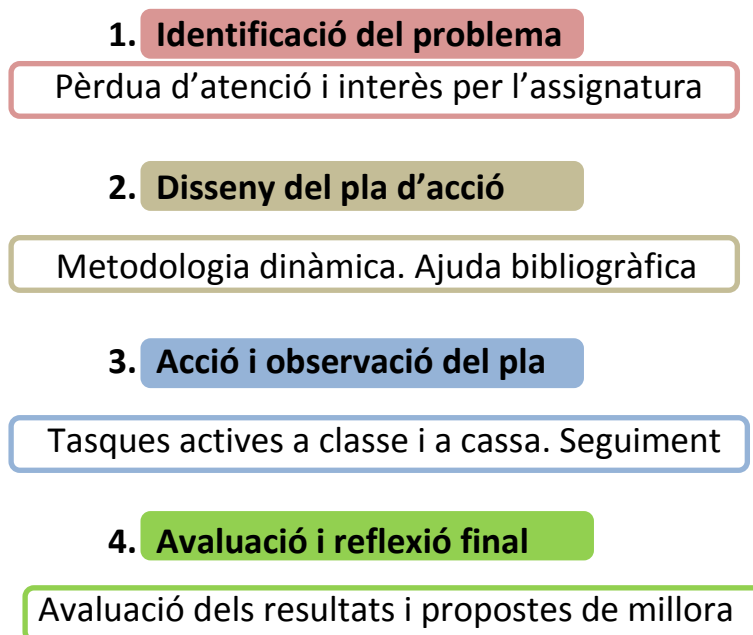 1. Identificació del problema
Pèrdua d’atenció i interès per l’assignatura
2. Disseny del pla d’acció
Metodologia dinàmica. Ajuda bibliogràfica
3. Acció i observació del pla
Tasques actives a classe i a cassa. Seguiment
4. Avaluació i reflexió final
Avaluació dels resultats i propostes de millora